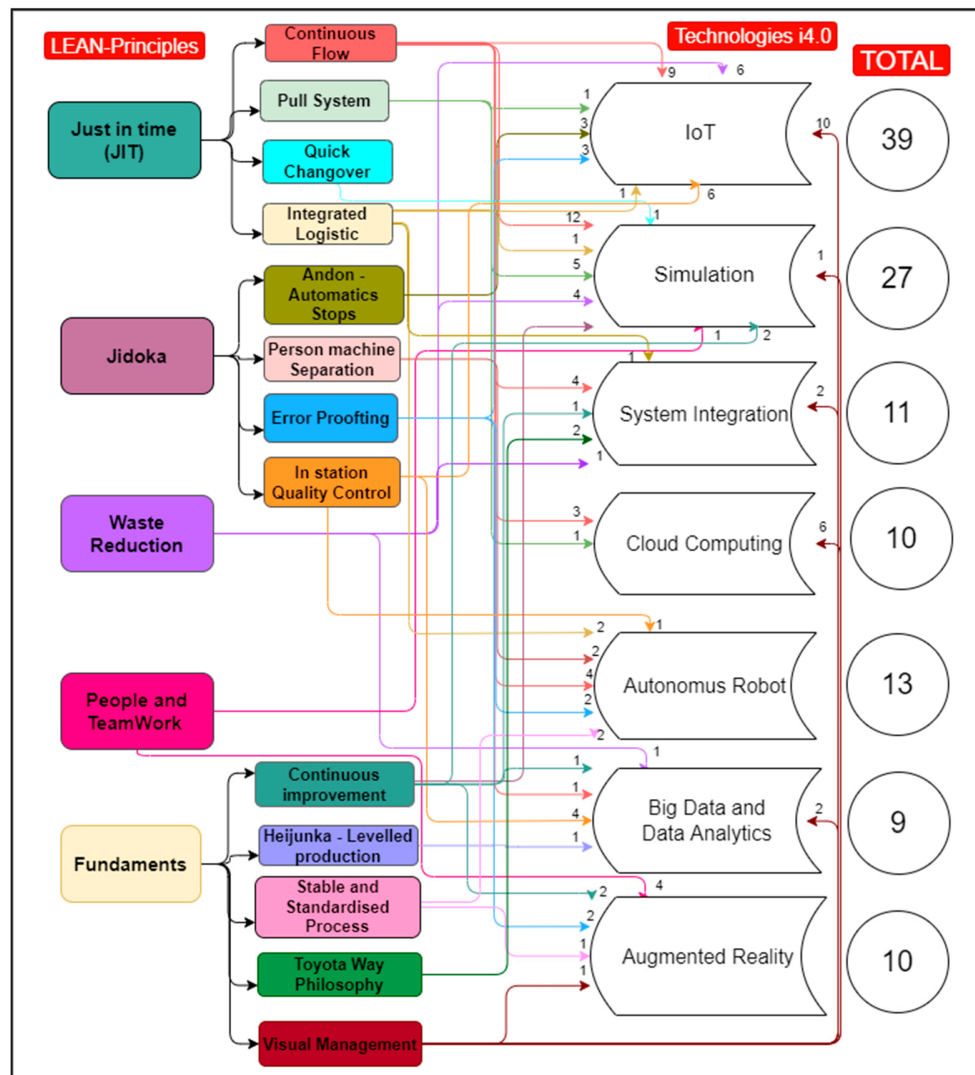 LEAN-Principles
Technologies i4.0
TOTAL
Continuous
Flow
Pull System
Quick
Changover
Integrated
Logistic
Just in time
(JIT)
Andon -
Automatics
Stops
Person machine
Separation
Error Proofting
In station
Quality Control
Jidoka
Waste
Reduction
People and
TeamWork
Continuous
improvement
Heijunka - Levelled
production
Stable and
Standardised
Process
Toyota Way
Philosophy
Visual Management
Fundaments
9
6
1
3
3
IoT
10
39
1
6
12
1
1
5
4
Simulation
1
27
1
2
1
4
1
2
1
System Integration
2
11
3
1
Cloud Computing
6
10
2
1
2
4
2
2
Autonomus Robot
13
1
1
1
4
1
Big Data and
Data Analytics
2
9
4
2
2
1
1
Augmented Reality
10